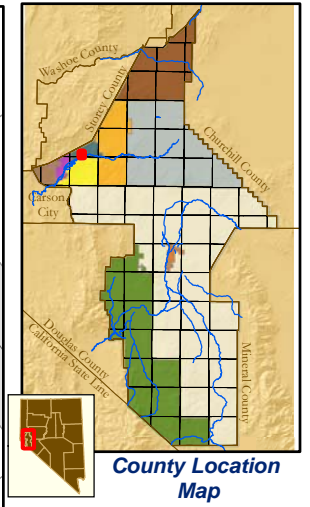 Washoe County
Storey County
Churchill County
Carson
City
Douglas County
California State Line
Mineral County
County Location
Map